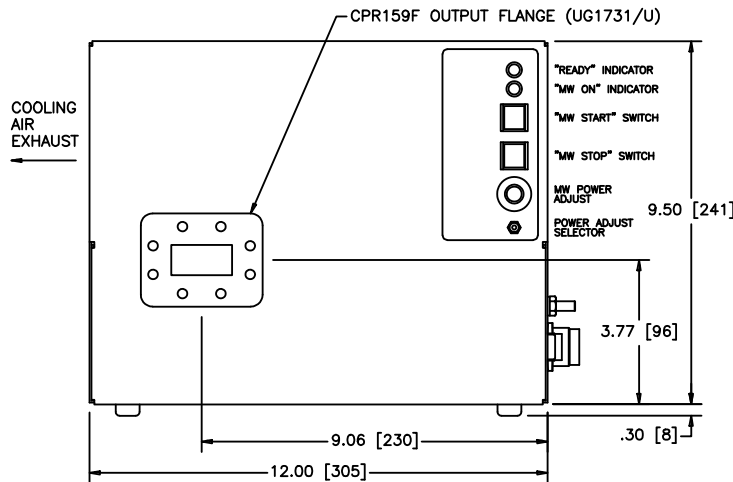 CPR159F OUTPUT FLANGE (UG1731/U)
COOLING
AIR
EXHAUST
"READY" INDICATOR
"MW ON" INDICATOR
"MW START" SWITCH
"MW STOP" SWITCH
MW POWER
ADJUST
POWER ADJUST
SELECTOR
9.50 [241]
3.77 [96]
.30 [8]
9.06 [230]
12.00 [305]